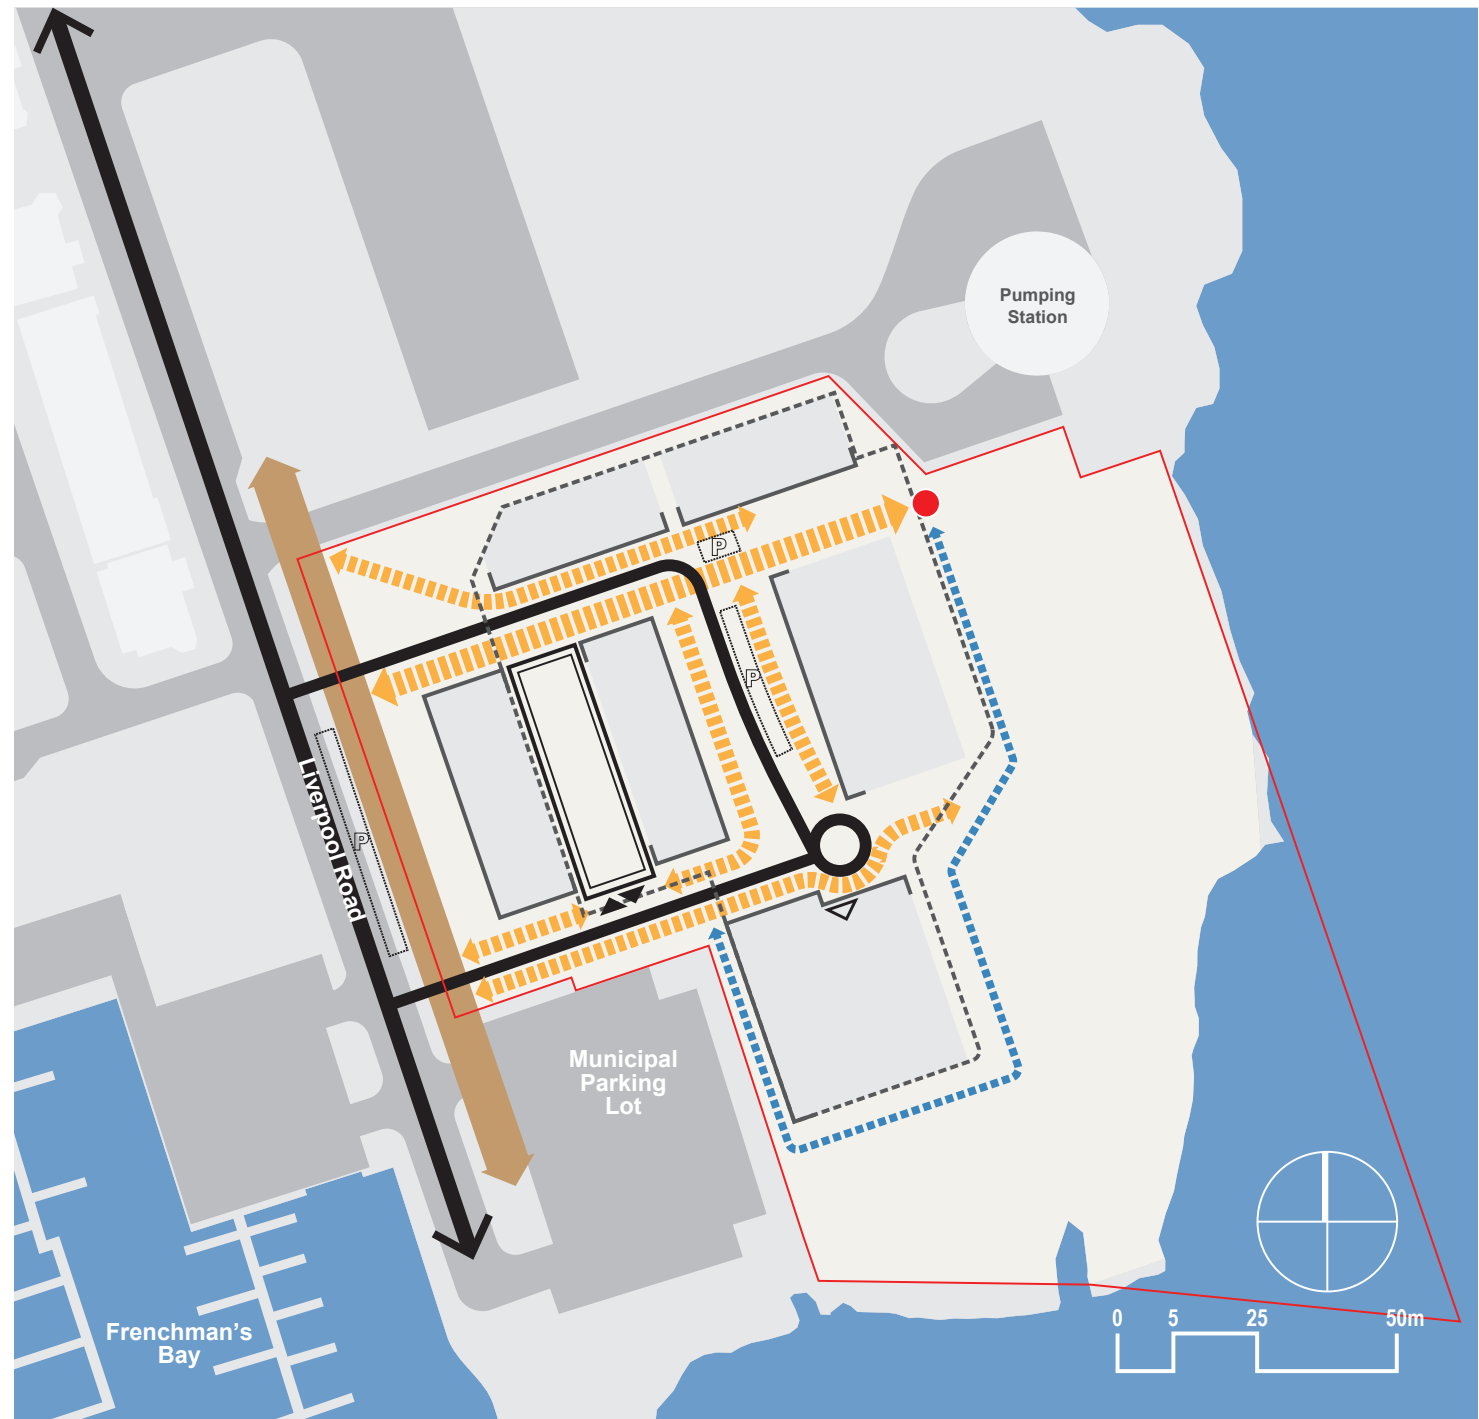 Pumping
Station
P
P
Liverpool Road
P
Municipal
Parking
Lot
Frenchman's
Bay
0 5 25 50m